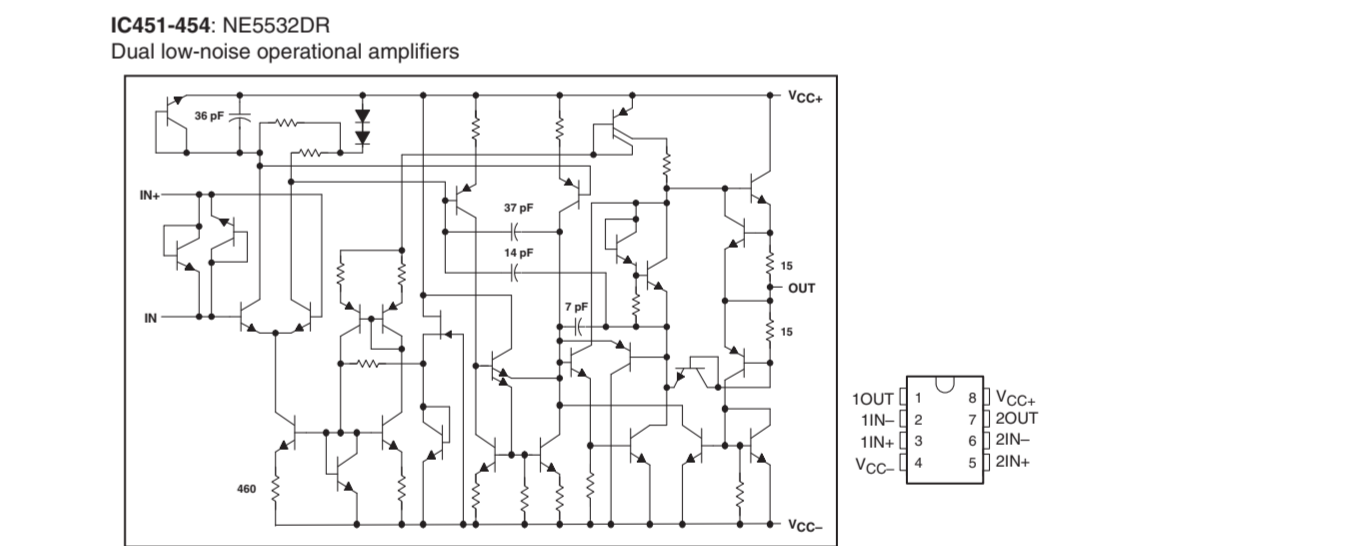 IC451-454: NE5532DR
Dual low-noise operational amplifiers
VCC+
36 pF
IN+
37 pF
14 pF
15
OUT
7 pF
IN
15
460
VCC–
1OUT 1 8 VCC+
1IN– 2 7 2OUT
1IN+ 3 6 2IN–
VCC– 4 5 2IN+